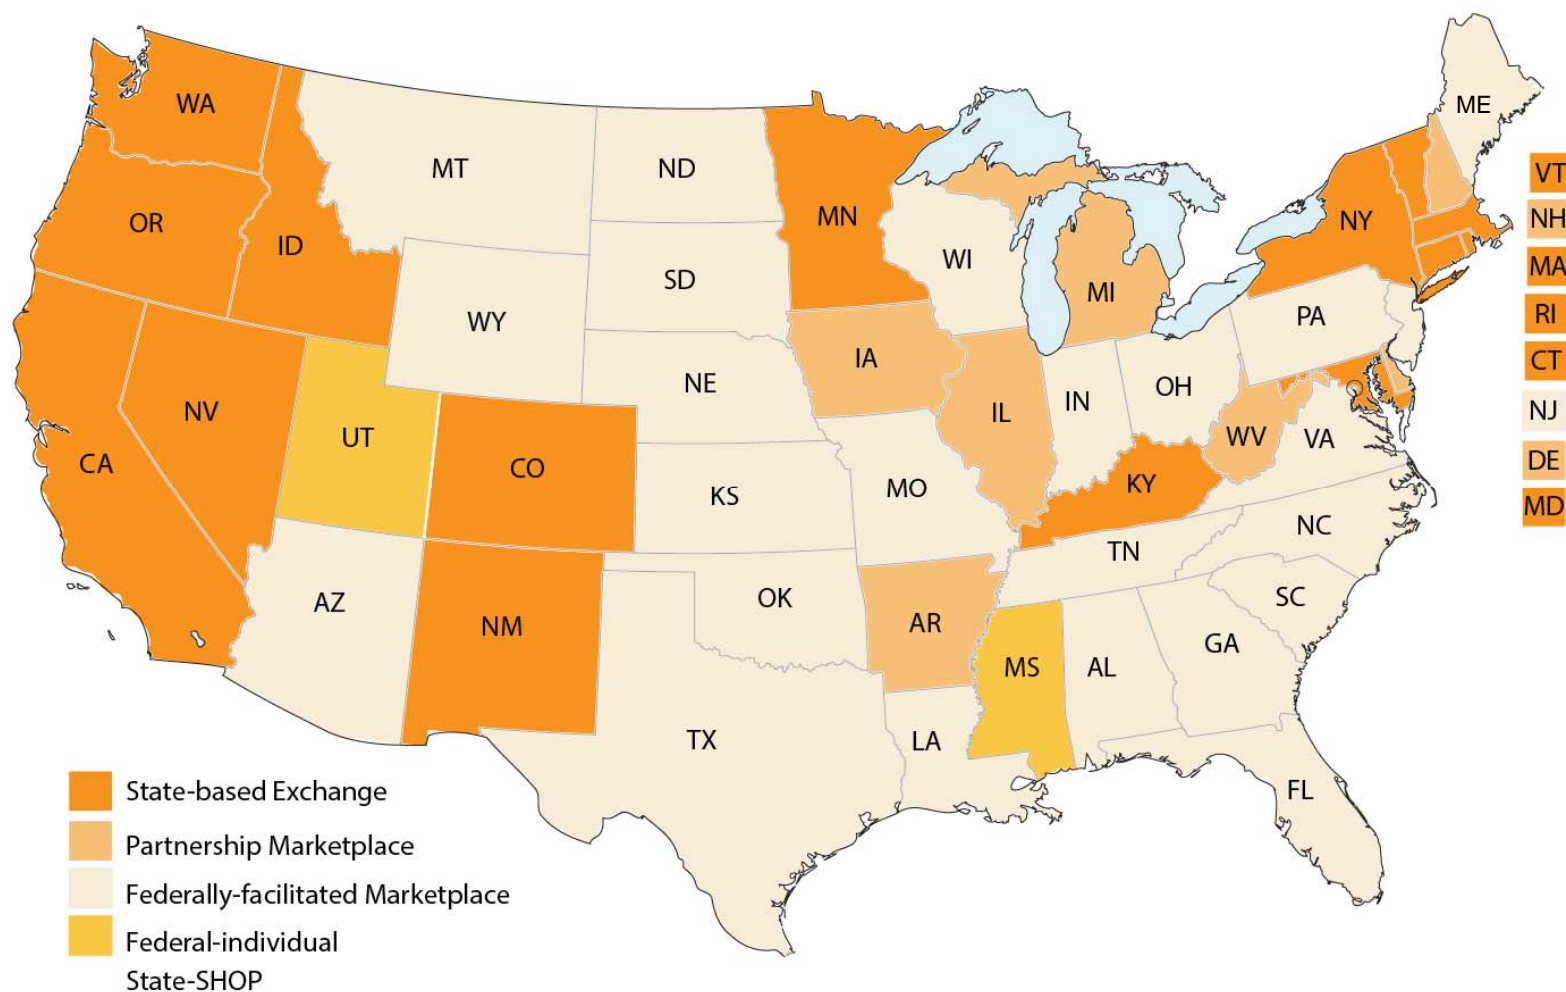 WA
MT
ND
MN
ME
OR
ID
SD
WI
MI
NY
VT
NH
MA
RI
CT
NJ
DE
MD
WY
NE
IA
IL
IN
OH
PA
NV
UT
CO
KS
MO
KY
WV
VA
CA
AZ
NM
OK
AR
TN
NC
SC
TX
LA
MS
AL
GA
FL
State-based Exchange
Partnership Marketplace
Federally-facilitated Marketplace
Federal-individual
State-SHOP